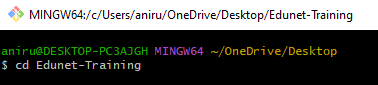 MINGW64:/c/Users/aniru/OneDrive/Desktop/Edunet-Training
aniru@DESKTOP-PC3AJGH MINGW64 ~/OneDrive/Desktop
$ cd Edunet-Training